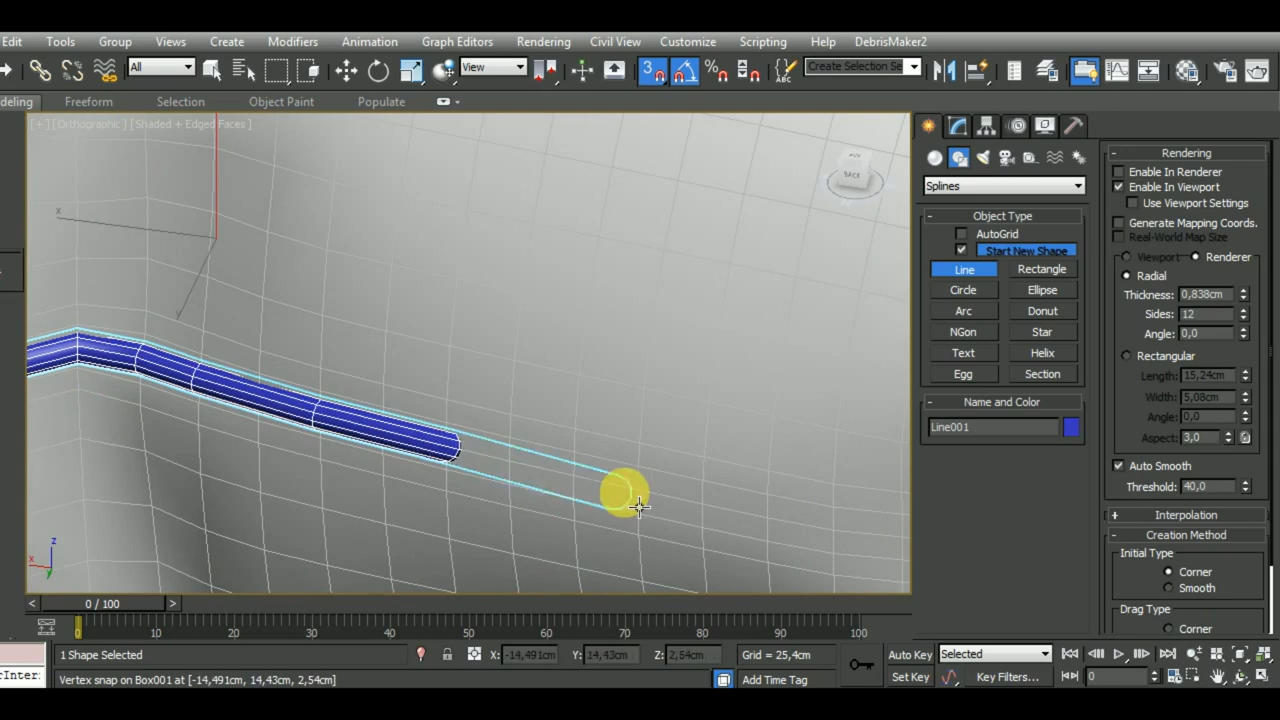 Edit Tools Group Views Create Modifiers Animation Graph Editors Rendering Civil View Customize Scripting Help DebrisMaker2
All View 3 % ABC Create Selection Se
deling Freeform Selection Object Paint Populate
[+] [Orthographic] [Shaded + Edged Faces]
BACK
x
y
z
x
y
Splines
- Object Type
AutoGrid
Start New Shape
Line Rectangle
Circle Ellipse
Arc Donut
NGon Star
Text Helix
Egg Section
- Name and Color
Line001
- Rendering
Enable In Renderer
Enable In Viewport
Use Viewport Settings
Generate Mapping Coords.
Real-World Map Size
Viewport Renderer
Radial
Thickness: 0,838cm
Sides: 12
Angle: 0,0
Rectangular
Length: 15,24cm
Width: 5,08cm
Angle: 0,0
Aspect: 3,0
Auto Smooth
Threshold: 40,0
+ Interpolation
- Creation Method
Initial Type
Corner
Smooth
Drag Type
Corner
< 0 / 100 >
0 10 20 30 40 50 60 70 80 90 100
1 Shape Selected X: -14,491cm Y: 14,43cm Z: 2,54cm Grid = 25,4cm Auto Key Selected
Vertex snap on Box001 at [-14,491cm, 14,43cm, 2,54cm] Add Time Tag Set Key Key Filters... 0